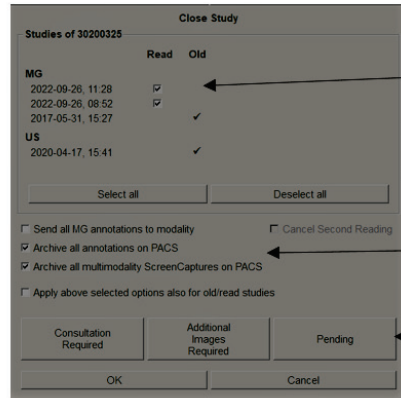 Close Study
Studies of 30200325
Read Old
MG
2022-09-26, 11:28
2022-09-26, 08:52
2017-05-31, 15:27
US
2020-04-17, 15:41
Select all Deselect all
Send all MG annotations to modality Cancel Second Reading
Archive all annotations on PACS
Archive all multimodality ScreenCaptures on PACS
Apply above selected options also for old/read studies
Consultation Required
Additional Images Required
Pending
OK Cancel